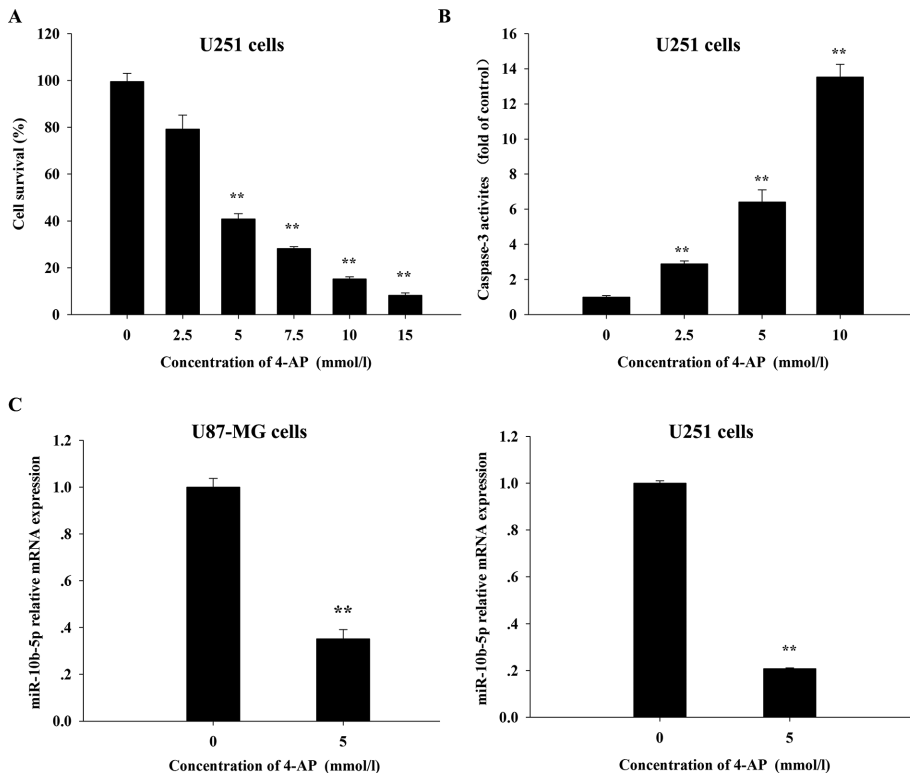 A
U251 cells
Cell survival (%)
120
100
80
60
40
20
0
**
**
**
**
0 2.5 5 7.5 10 15
Concentration of 4-AP (mmol/l)
B
U251 cells
Caspase-3 activites (fold of control)
16
14
12
10
8
6
4
2
0
**
**
**
0 2.5 5 10
Concentration of 4-AP (mmol/l)
C
U87-MG cells
miR-10b-5p relative mRNA expression
1.2
1.0
.8
.6
.4
.2
0.0
**
0 5
Concentration of 4-AP (mmol/l)
U251 cells
miR-10b-5p relative mRNA expression
1.2
1.0
.8
.6
.4
.2
0.0
**
0 5
Concentration of 4-AP (mmol/l)